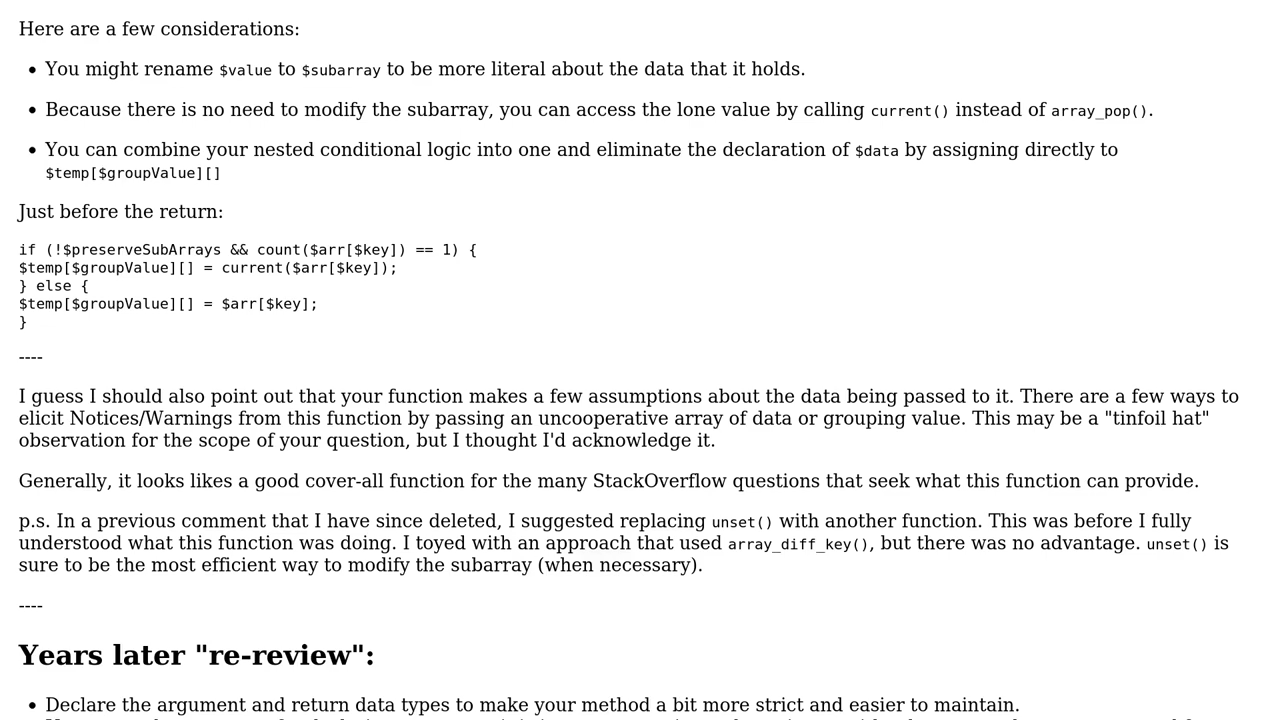 Here are a few considerations:
• You might rename $value to $subarray to be more literal about the data that it holds.
• Because there is no need to modify the subarray, you can access the lone value by calling current() instead of array_pop().
• You can combine your nested conditional logic into one and eliminate the declaration of $data by assigning directly to
$temp[$groupValue][]
Just before the return:
if (!$preserveSubArrays && count($arr[$key]) == 1) {
$temp[$groupValue][] = current($arr[$key]);
} else {
$temp[$groupValue][] = $arr[$key];
}
----
I guess I should also point out that your function makes a few assumptions about the data being passed to it. There are a few ways to
elicit Notices/Warnings from this function by passing an uncooperative array of data or grouping value. This may be a "tinfoil hat"
observation for the scope of your question, but I thought I'd acknowledge it.
Generally, it looks likes a good cover-all function for the many StackOverflow questions that seek what this function can provide.
p.s. In a previous comment that I have since deleted, I suggested replacing unset() with another function. This was before I fully
understood what this function was doing. I toyed with an approach that used array_diff_key(), but there was no advantage. unset() is
sure to be the most efficient way to modify the subarray (when necessary).
----
Years later "re-review":
• Declare the argument and return data types to make your method a bit more strict and easier to maintain.